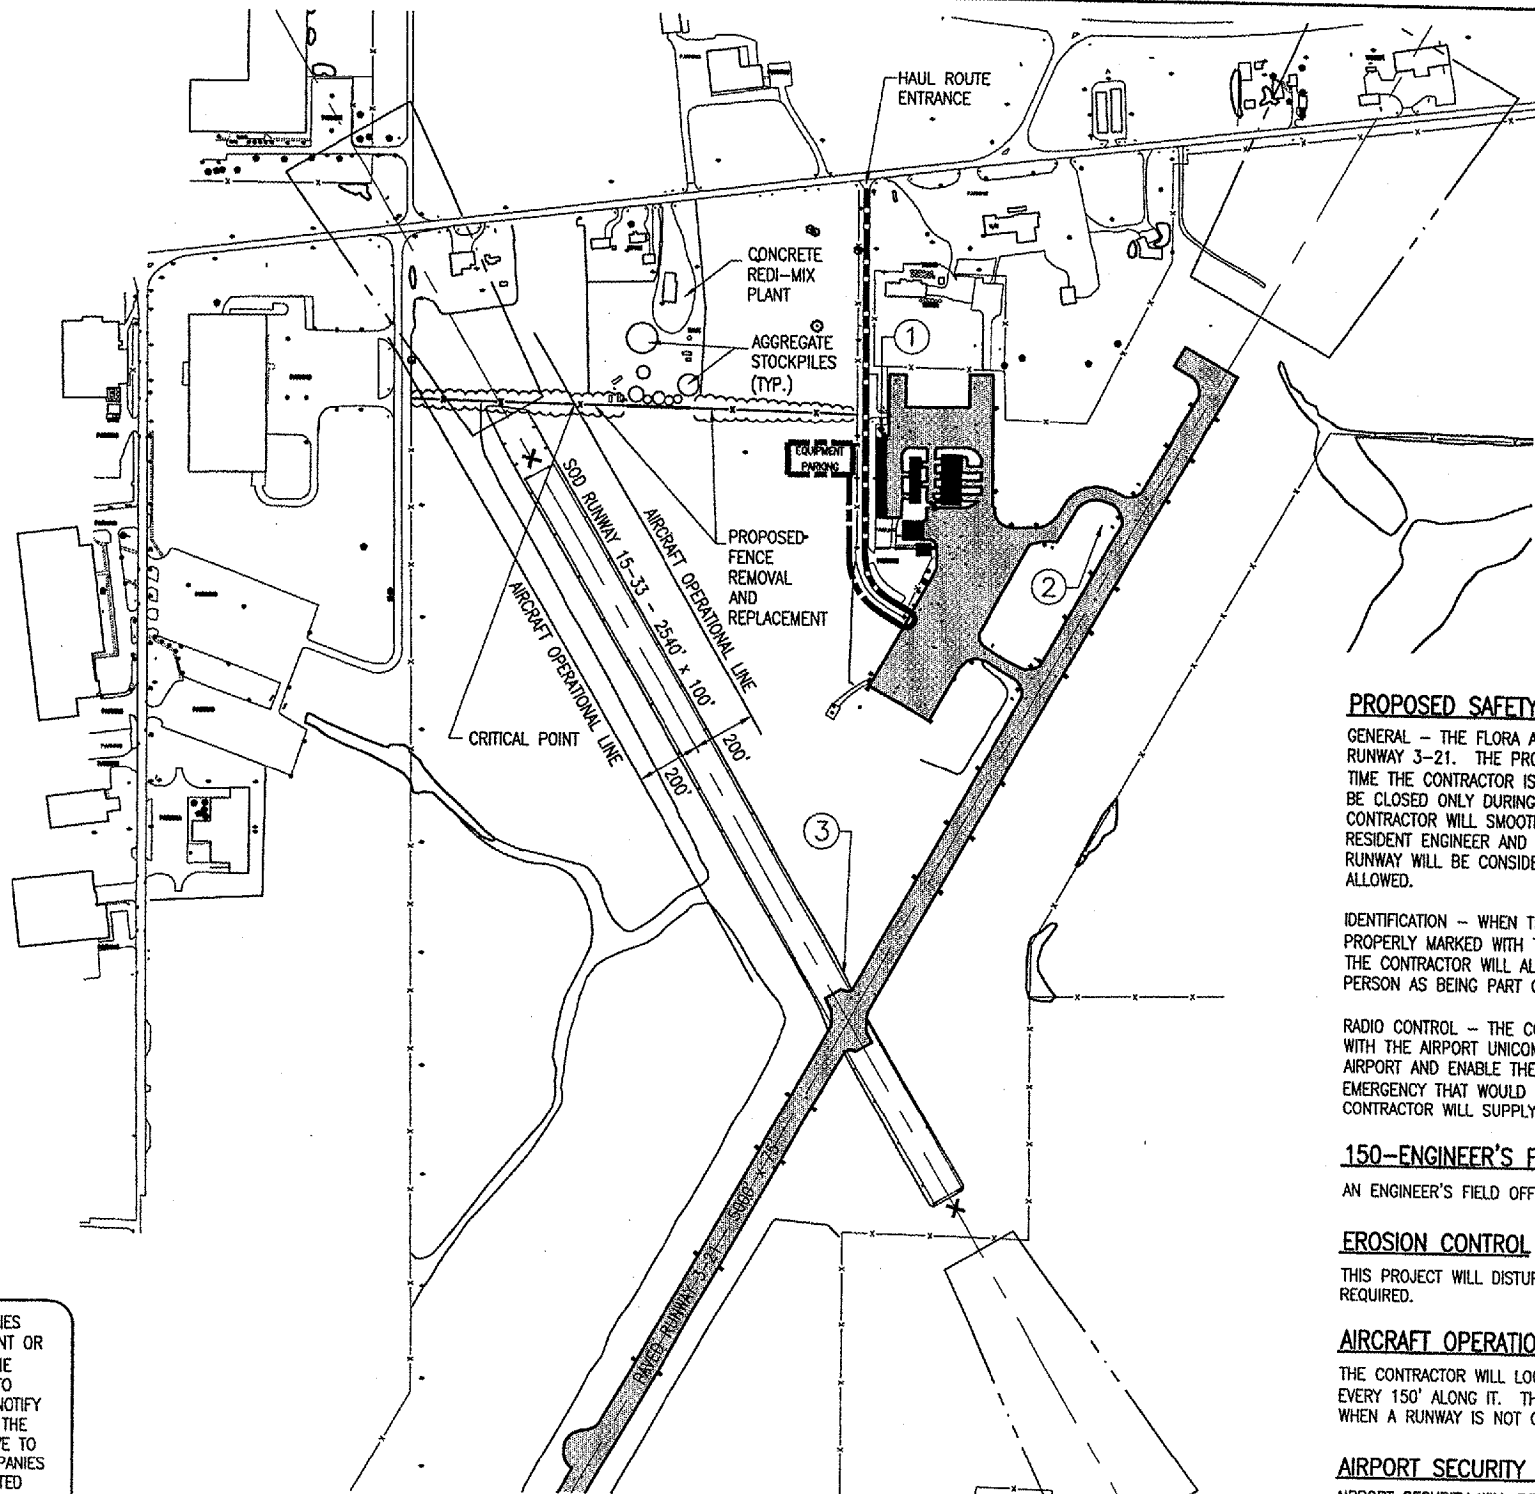 HAUL ROUTE
ENTRANCE
CONCRETE
REDI-MIX
PLANT
AGGREGATE
STOCKPILES
(TYP.)
1
EQUIPMENT
PARKING
SOD RUNWAY 15-33 - 2540' x 100'
AIRCRAFT OPERATIONAL LINE
AIRCRAFT OPERATIONAL LINE
PROPOSED
FENCE
REMOVAL
AND
REPLACEMENT
2
CRITICAL POINT
200'
200'
3
PAVED RUNWAY 3-21 - 5000' x 75'
PROPOSED SAFETY
GENERAL - THE FLORA A
RUNWAY 3-21. THE PRO
TIME THE CONTRACTOR IS
BE CLOSED ONLY DURING
CONTRACTOR WILL SMOOT
RESIDENT ENGINEER AND
RUNWAY WILL BE CONSIDE
ALLOWED.
IDENTIFICATION - WHEN T
PROPERLY MARKED WITH
THE CONTRACTOR WILL AL
PERSON AS BEING PART
RADIO CONTROL - THE CO
WITH THE AIRPORT UNICOM
AIRPORT AND ENABLE THE
EMERGENCY THAT WOULD
CONTRACTOR WILL SUPPLY
150-ENGINEER'S F
AN ENGINEER'S FIELD OFF
EROSION CONTROL
THIS PROJECT WILL DISTUR
REQUIRED.
AIRCRAFT OPERATIO
THE CONTRACTOR WILL LO
EVERY 150' ALONG IT. TH
WHEN A RUNWAY IS NOT
AIRPORT SECURITY
IES
NT OR
HE
TO
NOTIFY
THE
E TO
PANIES
TED